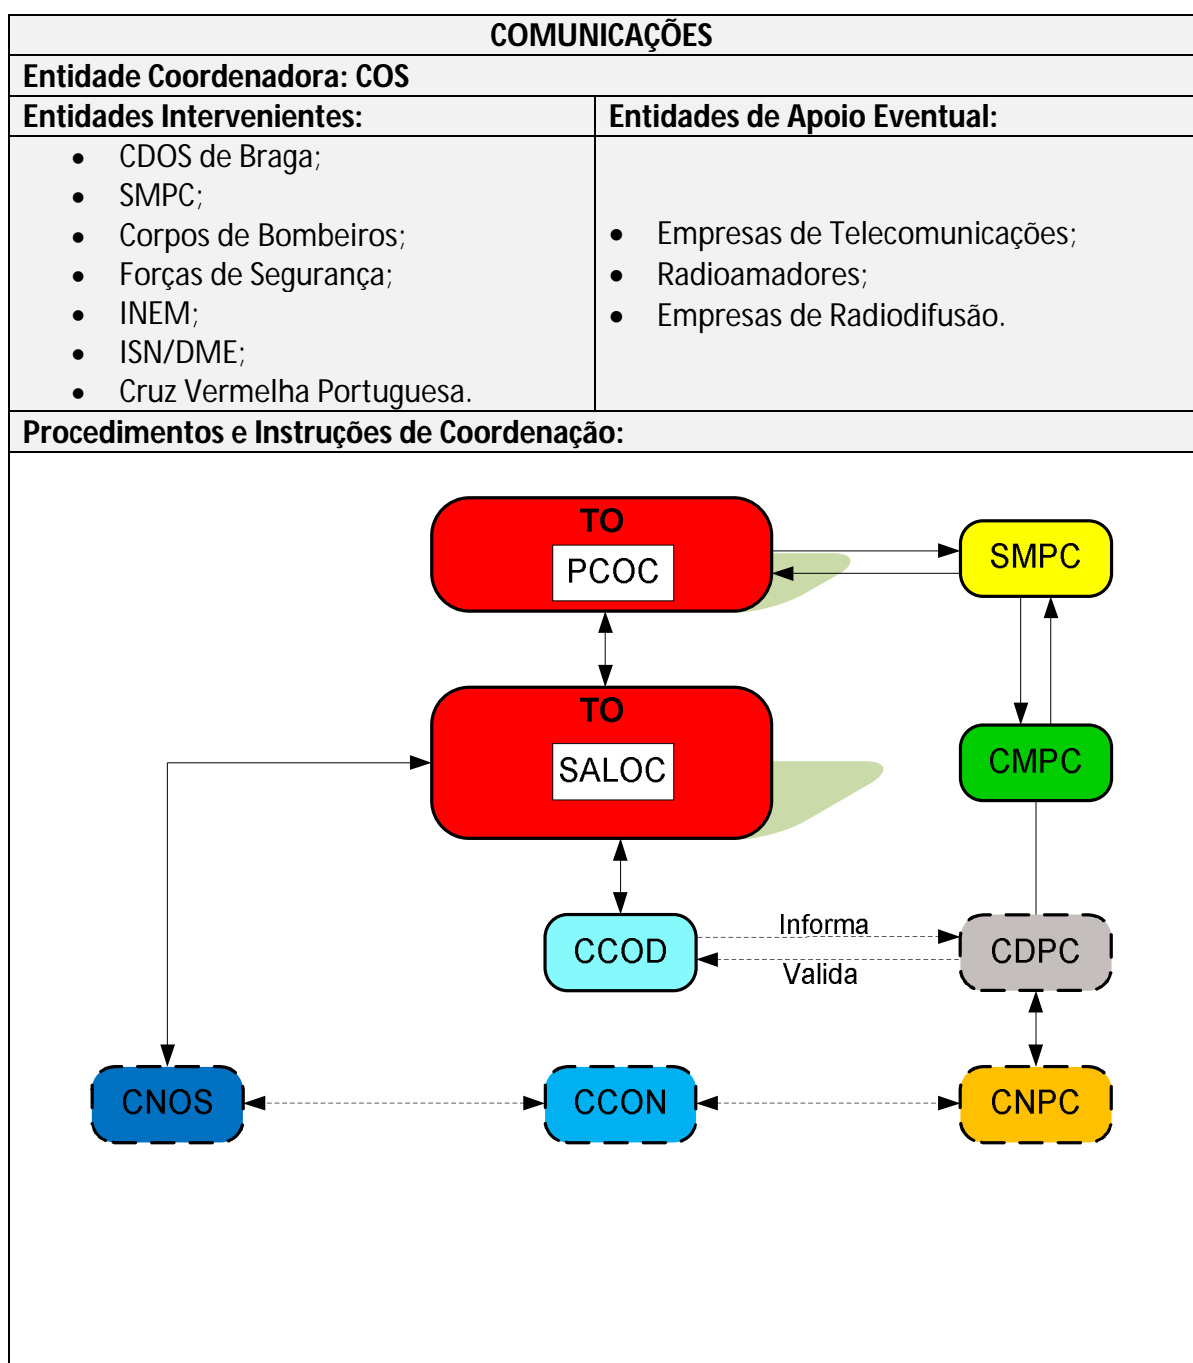 COMUNICAÇÕES
Entidade Coordenadora: COS
Entidades Intervenientes:
Entidades de Apoio Eventual:
• CDOS de Braga;
• SMPC;
• Corpos de Bombeiros;
• Forças de Segurança;
• INEM;
• ISN/DME;
• Cruz Vermelha Portuguesa.
• Empresas de Telecomunicações;
• Radioamadores;
• Empresas de Radiodifusão.
Procedimentos e Instruções de Coordenação:
TO
PCOC
SMPC
TO
SALOC
CMPC
CCOD
Informa
Valida
CDPC
CNOS
CCON
CNPC